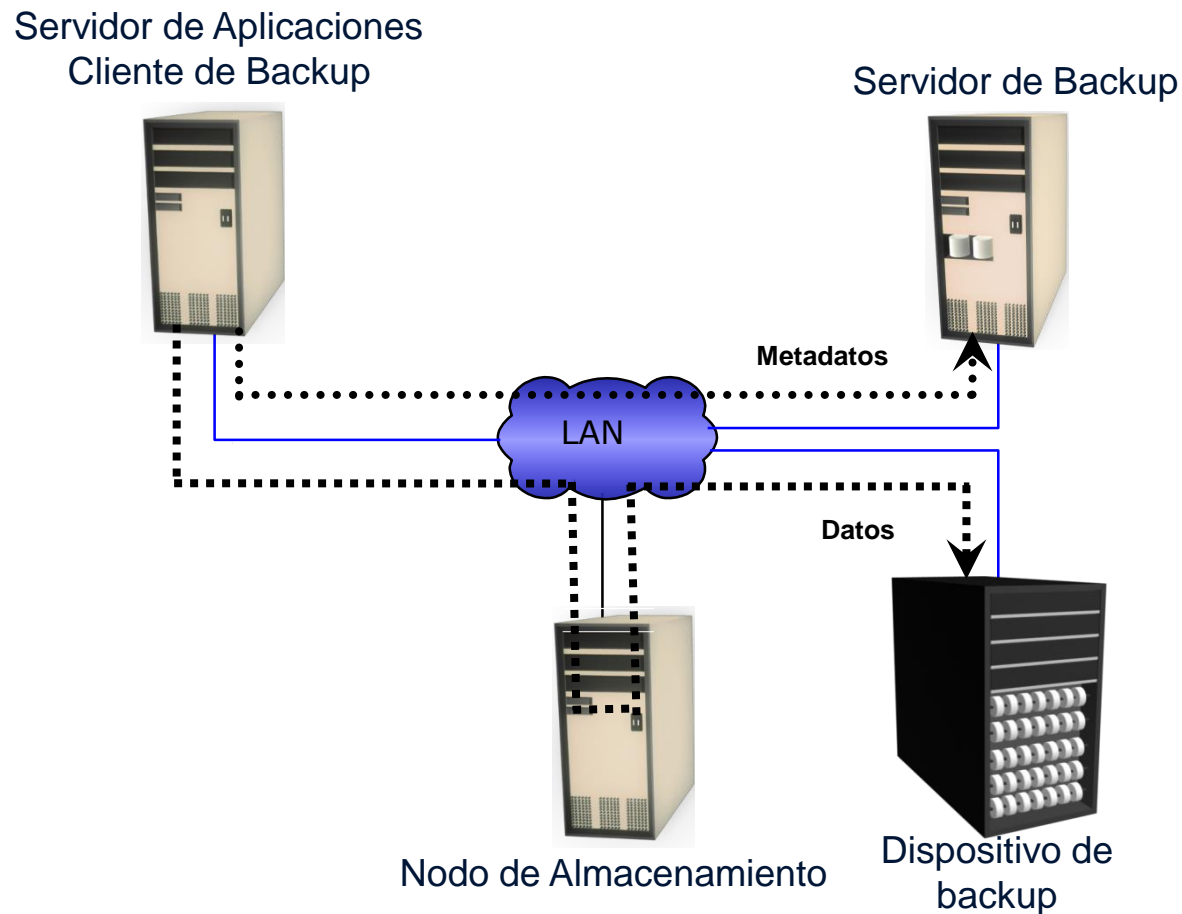 Servidor de Aplicaciones
Cliente de Backup
Servidor de Backup
Metadatos
LAN
Datos
Nodo de Almacenamiento
Dispositivo de
backup